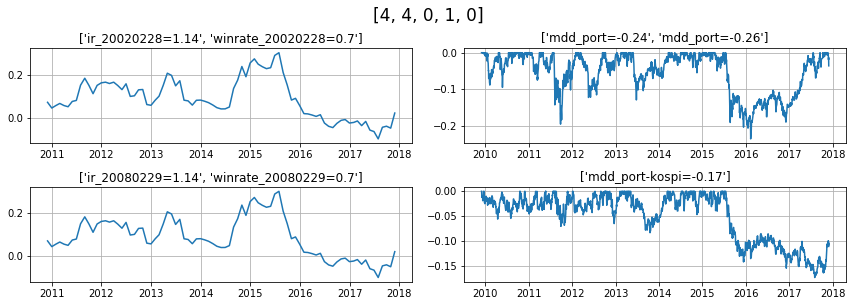 [4, 4, 0, 1, 0]
['ir_20020228=1.14', 'winrate_20020228=0.7']
0.2
0.0
2011 2012 2013 2014 2015 2016 2017 2018
['mdd_port=-0.24', 'mdd_port=-0.26']
0.0
−0.1
−0.2
2010 2011 2012 2013 2014 2015 2016 2017 2018
['ir_20080229=1.14', 'winrate_20080229=0.7']
0.2
0.0
2011 2012 2013 2014 2015 2016 2017 2018
['mdd_port-kospi=-0.17']
0.00
−0.05
−0.10
−0.15
2010 2011 2012 2013 2014 2015 2016 2017 2018